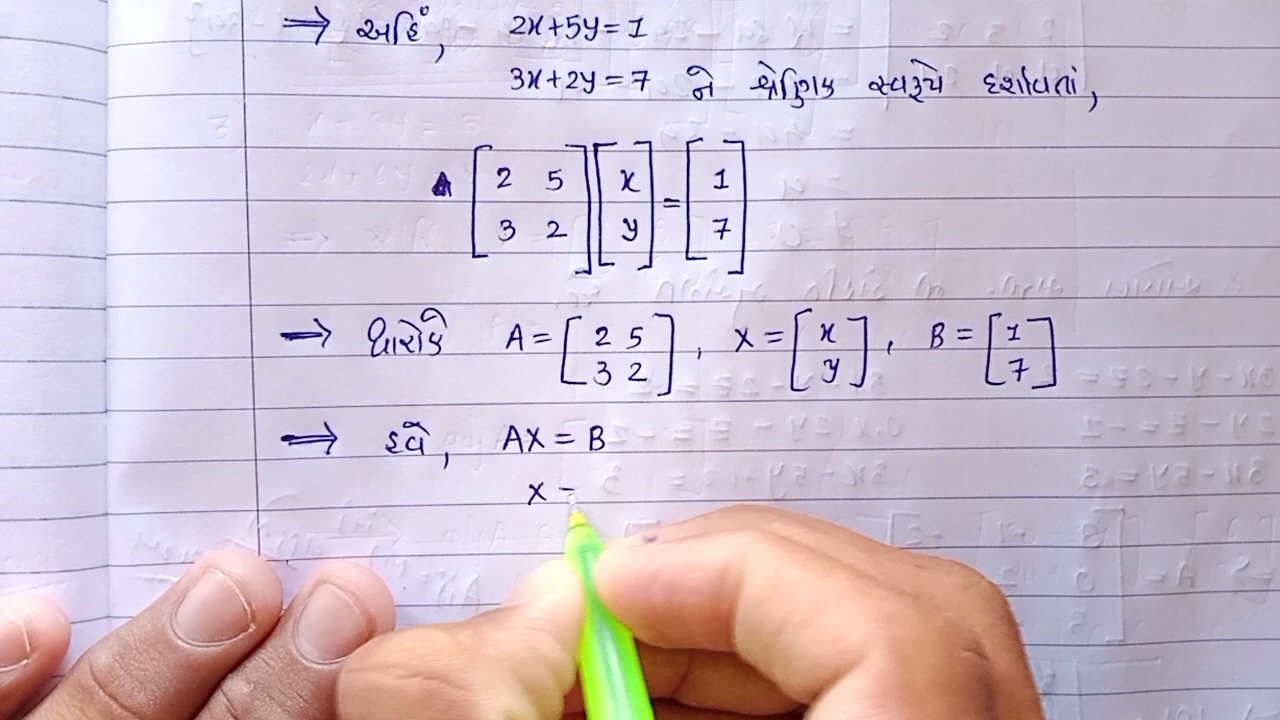 ⇒ અહિં, 2x+5y=1
3x+2y=7 ને શ્રેણિક સ્વરૂપે દર્શાવતાં,
[2 5
3 2] [x
y] = [1
7]
⇒ ધારોકે A = [2 5
3 2], X = [x
y], B = [1
7]
⇒ હવે, AX = B
X =